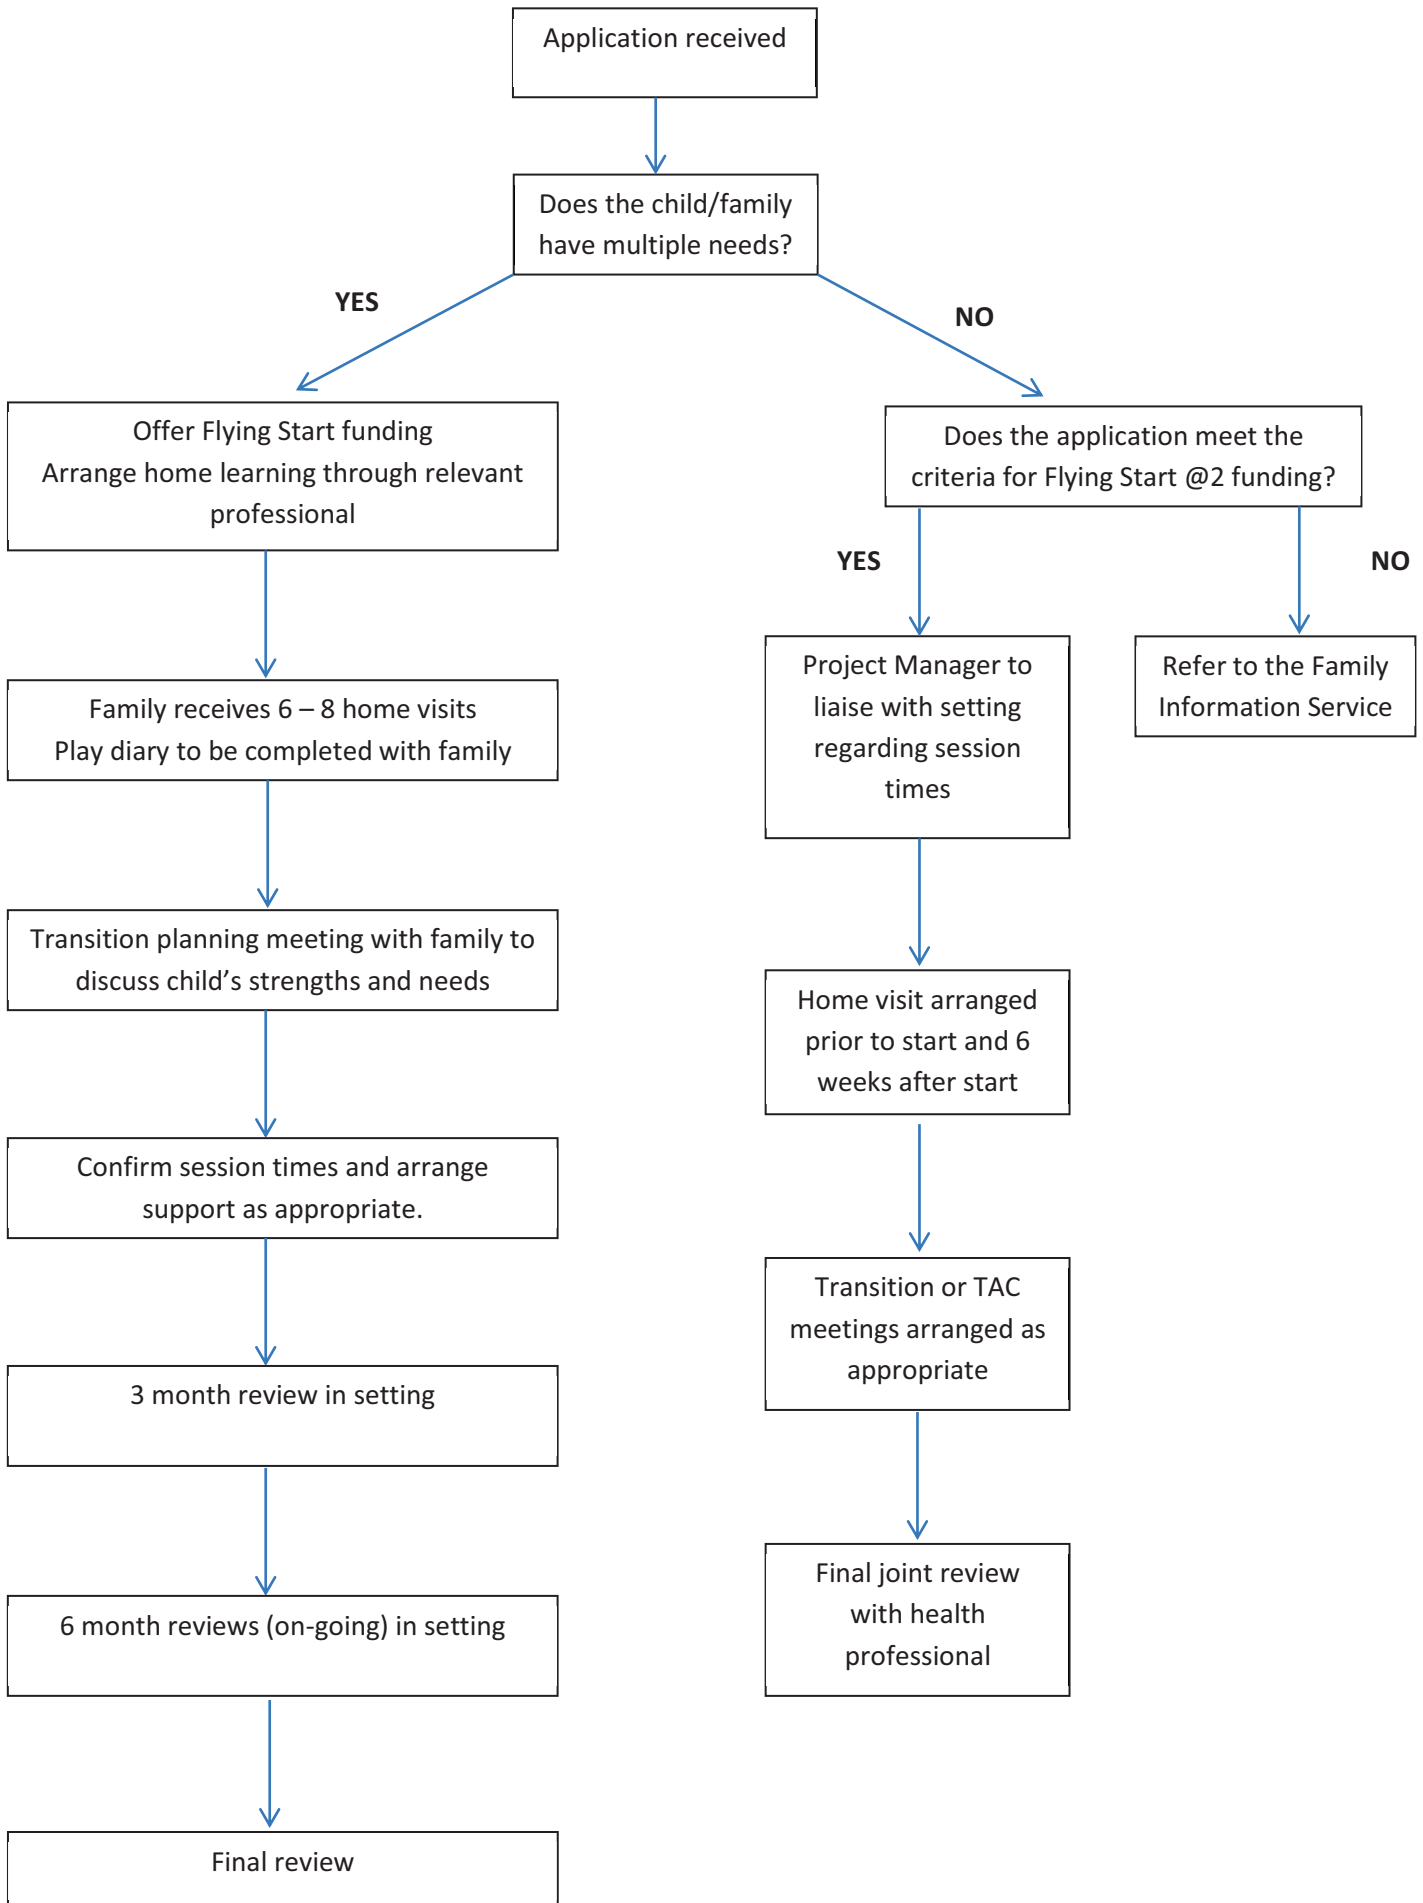 Application received
Does the child/family
have multiple needs?
YES
NO
Offer Flying Start funding
Arrange home learning through relevant
professional
Family receives 6 – 8 home visits
Play diary to be completed with family
Transition planning meeting with family to
discuss child’s strengths and needs
Confirm session times and arrange
support as appropriate.
3 month review in setting
6 month reviews (on-going) in setting
Final review
Does the application meet the
criteria for Flying Start @2 funding?
YES
NO
Project Manager to
liaise with setting
regarding session
times
Refer to the Family
Information Service
Home visit arranged
prior to start and 6
weeks after start
Transition or TAC
meetings arranged as
appropriate
Final joint review
with health
professional